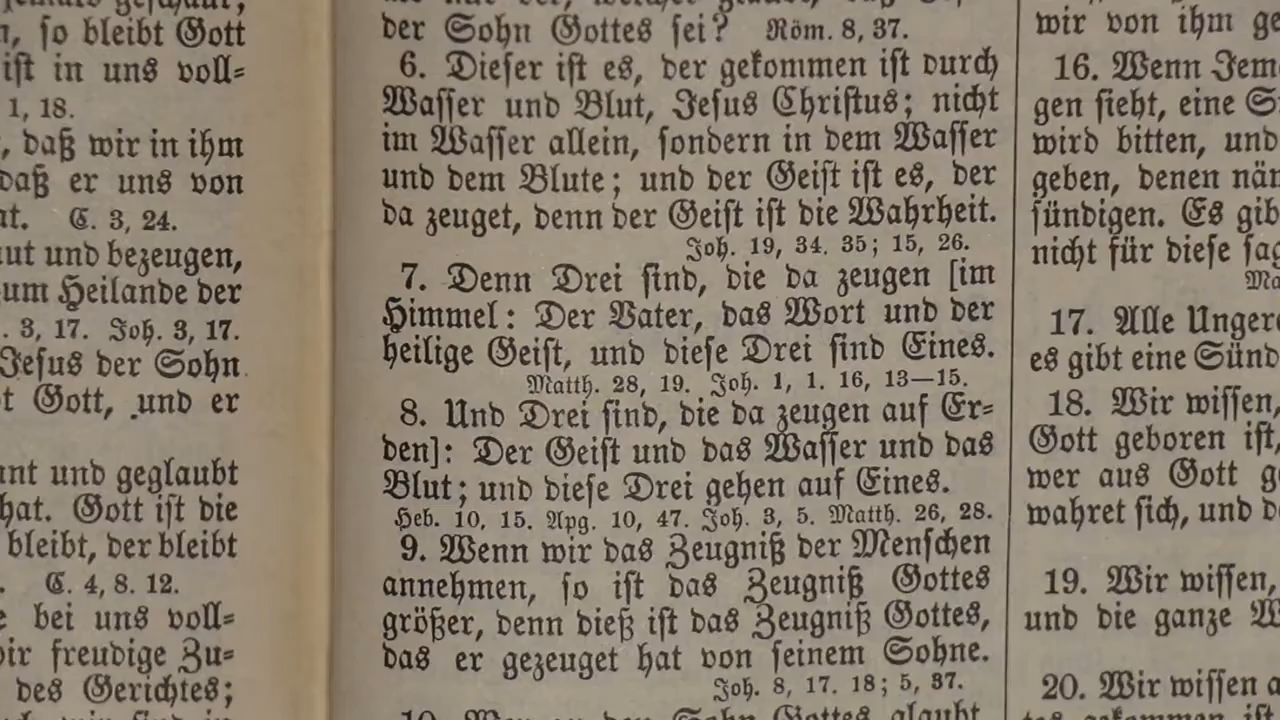 so bleibt Gott
ist in uns voll=
1, 18.
, daß wir in ihm
daß er uns von
C. 3, 24.
und bezeugen,
Heilande der
3, 17. Joh. 3, 17.
Jesus der Sohn
Gott, und er
und geglaubt
hat. Gott ist die
bleibt, der bleibt
C. 4, 8. 12.
bei uns voll=
freudige Zu=
des Gerichtes;
der Sohn Gottes sei? Röm. 8, 37.
6. Dieser ist es, der gekommen ist durch
Wasser und Blut, Jesus Christus; nicht
im Wasser allein, sondern in dem Wasser
und dem Blute; und der Geist ist es, der
da zeuget, denn der Geist ist die Wahrheit.
Joh. 19, 34. 35; 15, 26.
7. Denn Drei sind, die da zeugen [im
Himmel: Der Vater, das Wort und der
heilige Geist, und diese Drei sind Eines.
Matth. 28, 19. Joh. 1, 1. 16, 13—15.
8. Und Drei sind, die da zeugen auf Er=
den]: Der Geist und das Wasser und das
Blut; und diese Drei gehen auf Eines.
Heb. 10, 15. Apg. 10, 47. Joh. 3, 5. Matth. 26, 28.
9. Wenn wir das Zeugniß der Menschen
annehmen, so ist das Zeugniß Gottes
größer, denn dieß ist das Zeugniß Gottes,
das er gezeuget hat von seinem Sohne.
Joh. 8, 17. 18; 5, 37.
wir von ihm
16. Wenn
gen sieht, eine
wird bitten, und
geben, denen
sündigen. Es
nicht für diese
17. Alle
es gibt eine
18. Wir wissen,
Gott geboren ist,
wer aus Gott
wahret sich, und
19. Wir wissen,
und die ganze
20. Wir wissen